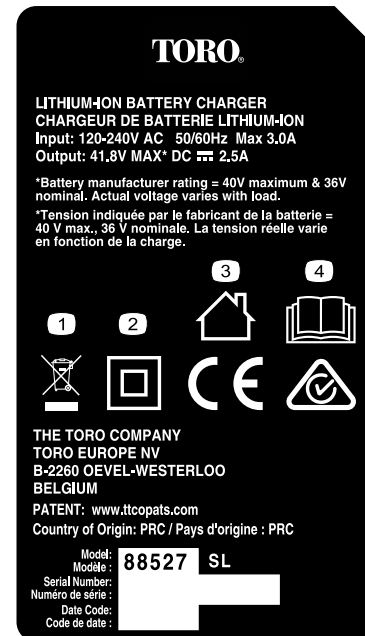 TORO.
LITHIUM-ION BATTERY CHARGER
CHARGEUR DE BATTERIE LITHIUM-ION
Input: 120-240V AC 50/60Hz Max 3.0A
Output: 41.8V MAX* DC ⎓ 2.5A
*Battery manufacturer rating = 40V maximum & 36V
nominal. Actual voltage varies with load.
*Tension indiquée par le fabricant de la batterie =
40 V max., 36 V nominale. La tension réelle varie
en fonction de la charge.
3 4
1 2
CE
THE TORO COMPANY
TORO EUROPE NV
B-2260 OEVEL-WESTERLOO
BELGIUM
PATENT: www.ttcopats.com
Country of Origin: PRC / Pays d'origine : PRC
Model:
Modèle : 88527 SL
Serial Number:
Numéro de série :
Date Code:
Code de date :